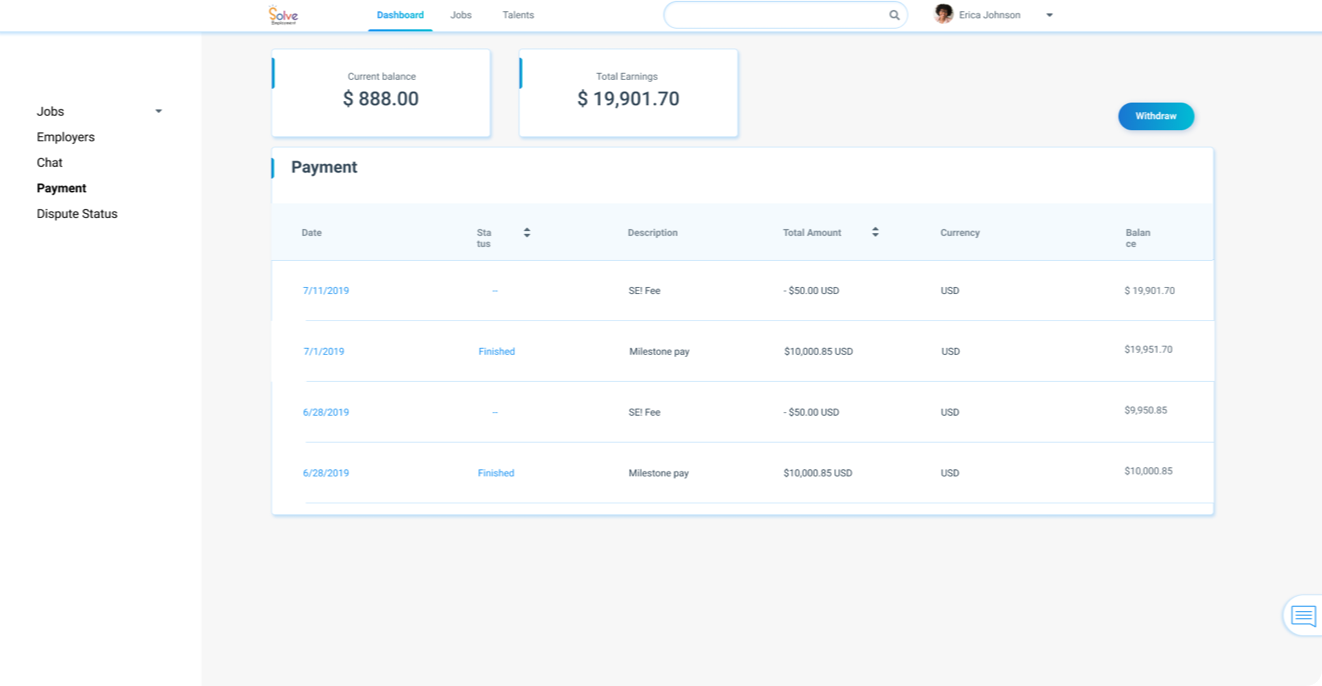 Solve
Employment
Dashboard Jobs Talents
Erica Johnson
Jobs
Employers
Chat
Payment
Dispute Status
Current balance
$ 888.00
Total Earnings
$ 19,901.70
Withdraw
Payment
Date Sta Description Total Amount Currency Balan
tus ce
7/11/2019 -- SE! Fee - $50.00 USD USD $ 19,901.70
7/1/2019 Finished Milestone pay $10,000.85 USD USD $19,951.70
6/28/2019 -- SE! Fee - $50.00 USD USD $9,950.85
6/28/2019 Finished Milestone pay $10,000.85 USD USD $10,000.85